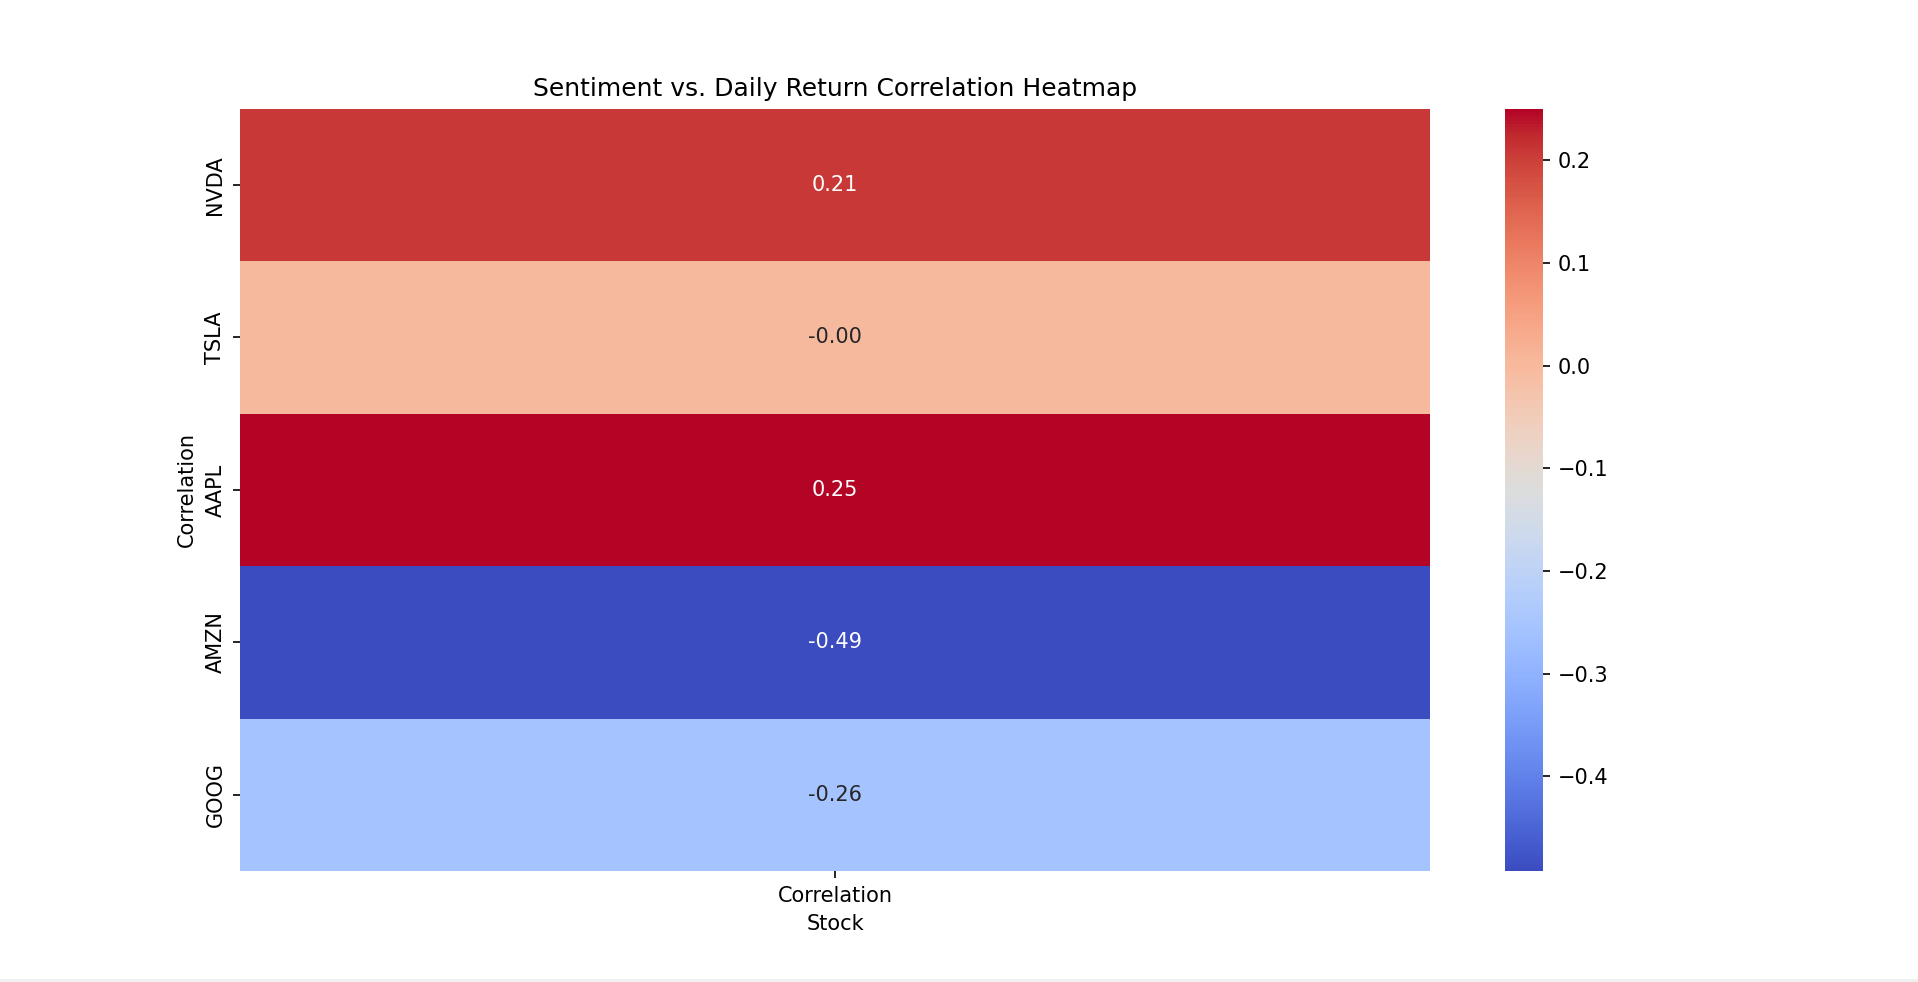 Sentiment vs. Daily Return Correlation Heatmap
Correlation
NVDA
0.21
TSLA
-0.00
AAPL
0.25
AMZN
-0.49
GOOG
-0.26
Correlation
Stock
0.2
0.1
0.0
−0.1
−0.2
−0.3
−0.4